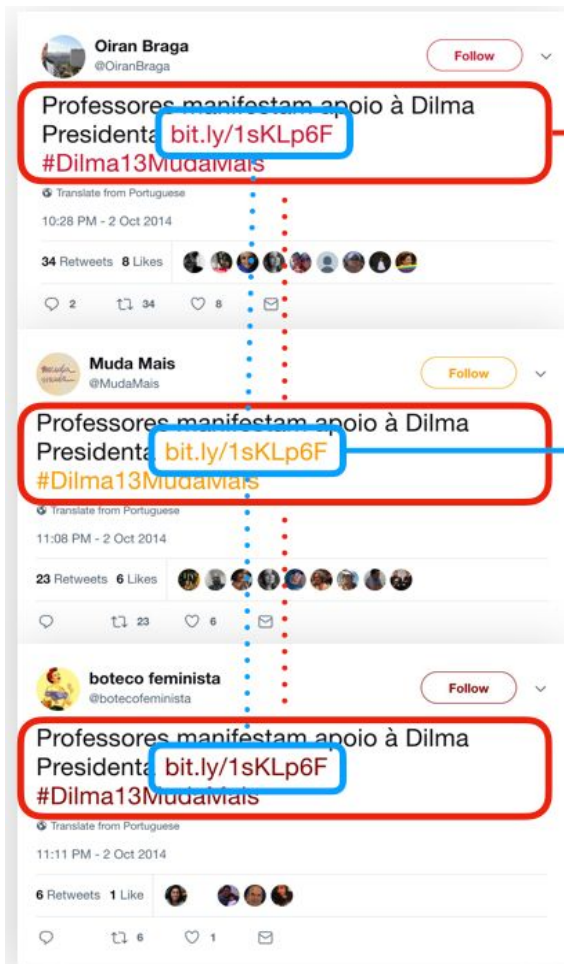 Oiran Braga
@OiranBraga
Follow
Professores manifestam apoio à Dilma
Presidenta bit.ly/1sKLp6F
#Dilma13MudaMais
Translate from Portuguese
10:28 PM - 2 Oct 2014
34 Retweets 8 Likes
2 34 8
Muda Mais
@MudaMais
Follow
Professores manifestam apoio à Dilma
Presidenta bit.ly/1sKLp6F
#Dilma13MudaMais
Translate from Portuguese
11:08 PM - 2 Oct 2014
23 Retweets 6 Likes
23 6
boteco feminista
@botecofeminista
Follow
Professores manifestam apoio à Dilma
Presidenta bit.ly/1sKLp6F
#Dilma13MudaMais
Translate from Portuguese
11:11 PM - 2 Oct 2014
6 Retweets 1 Like
6 1